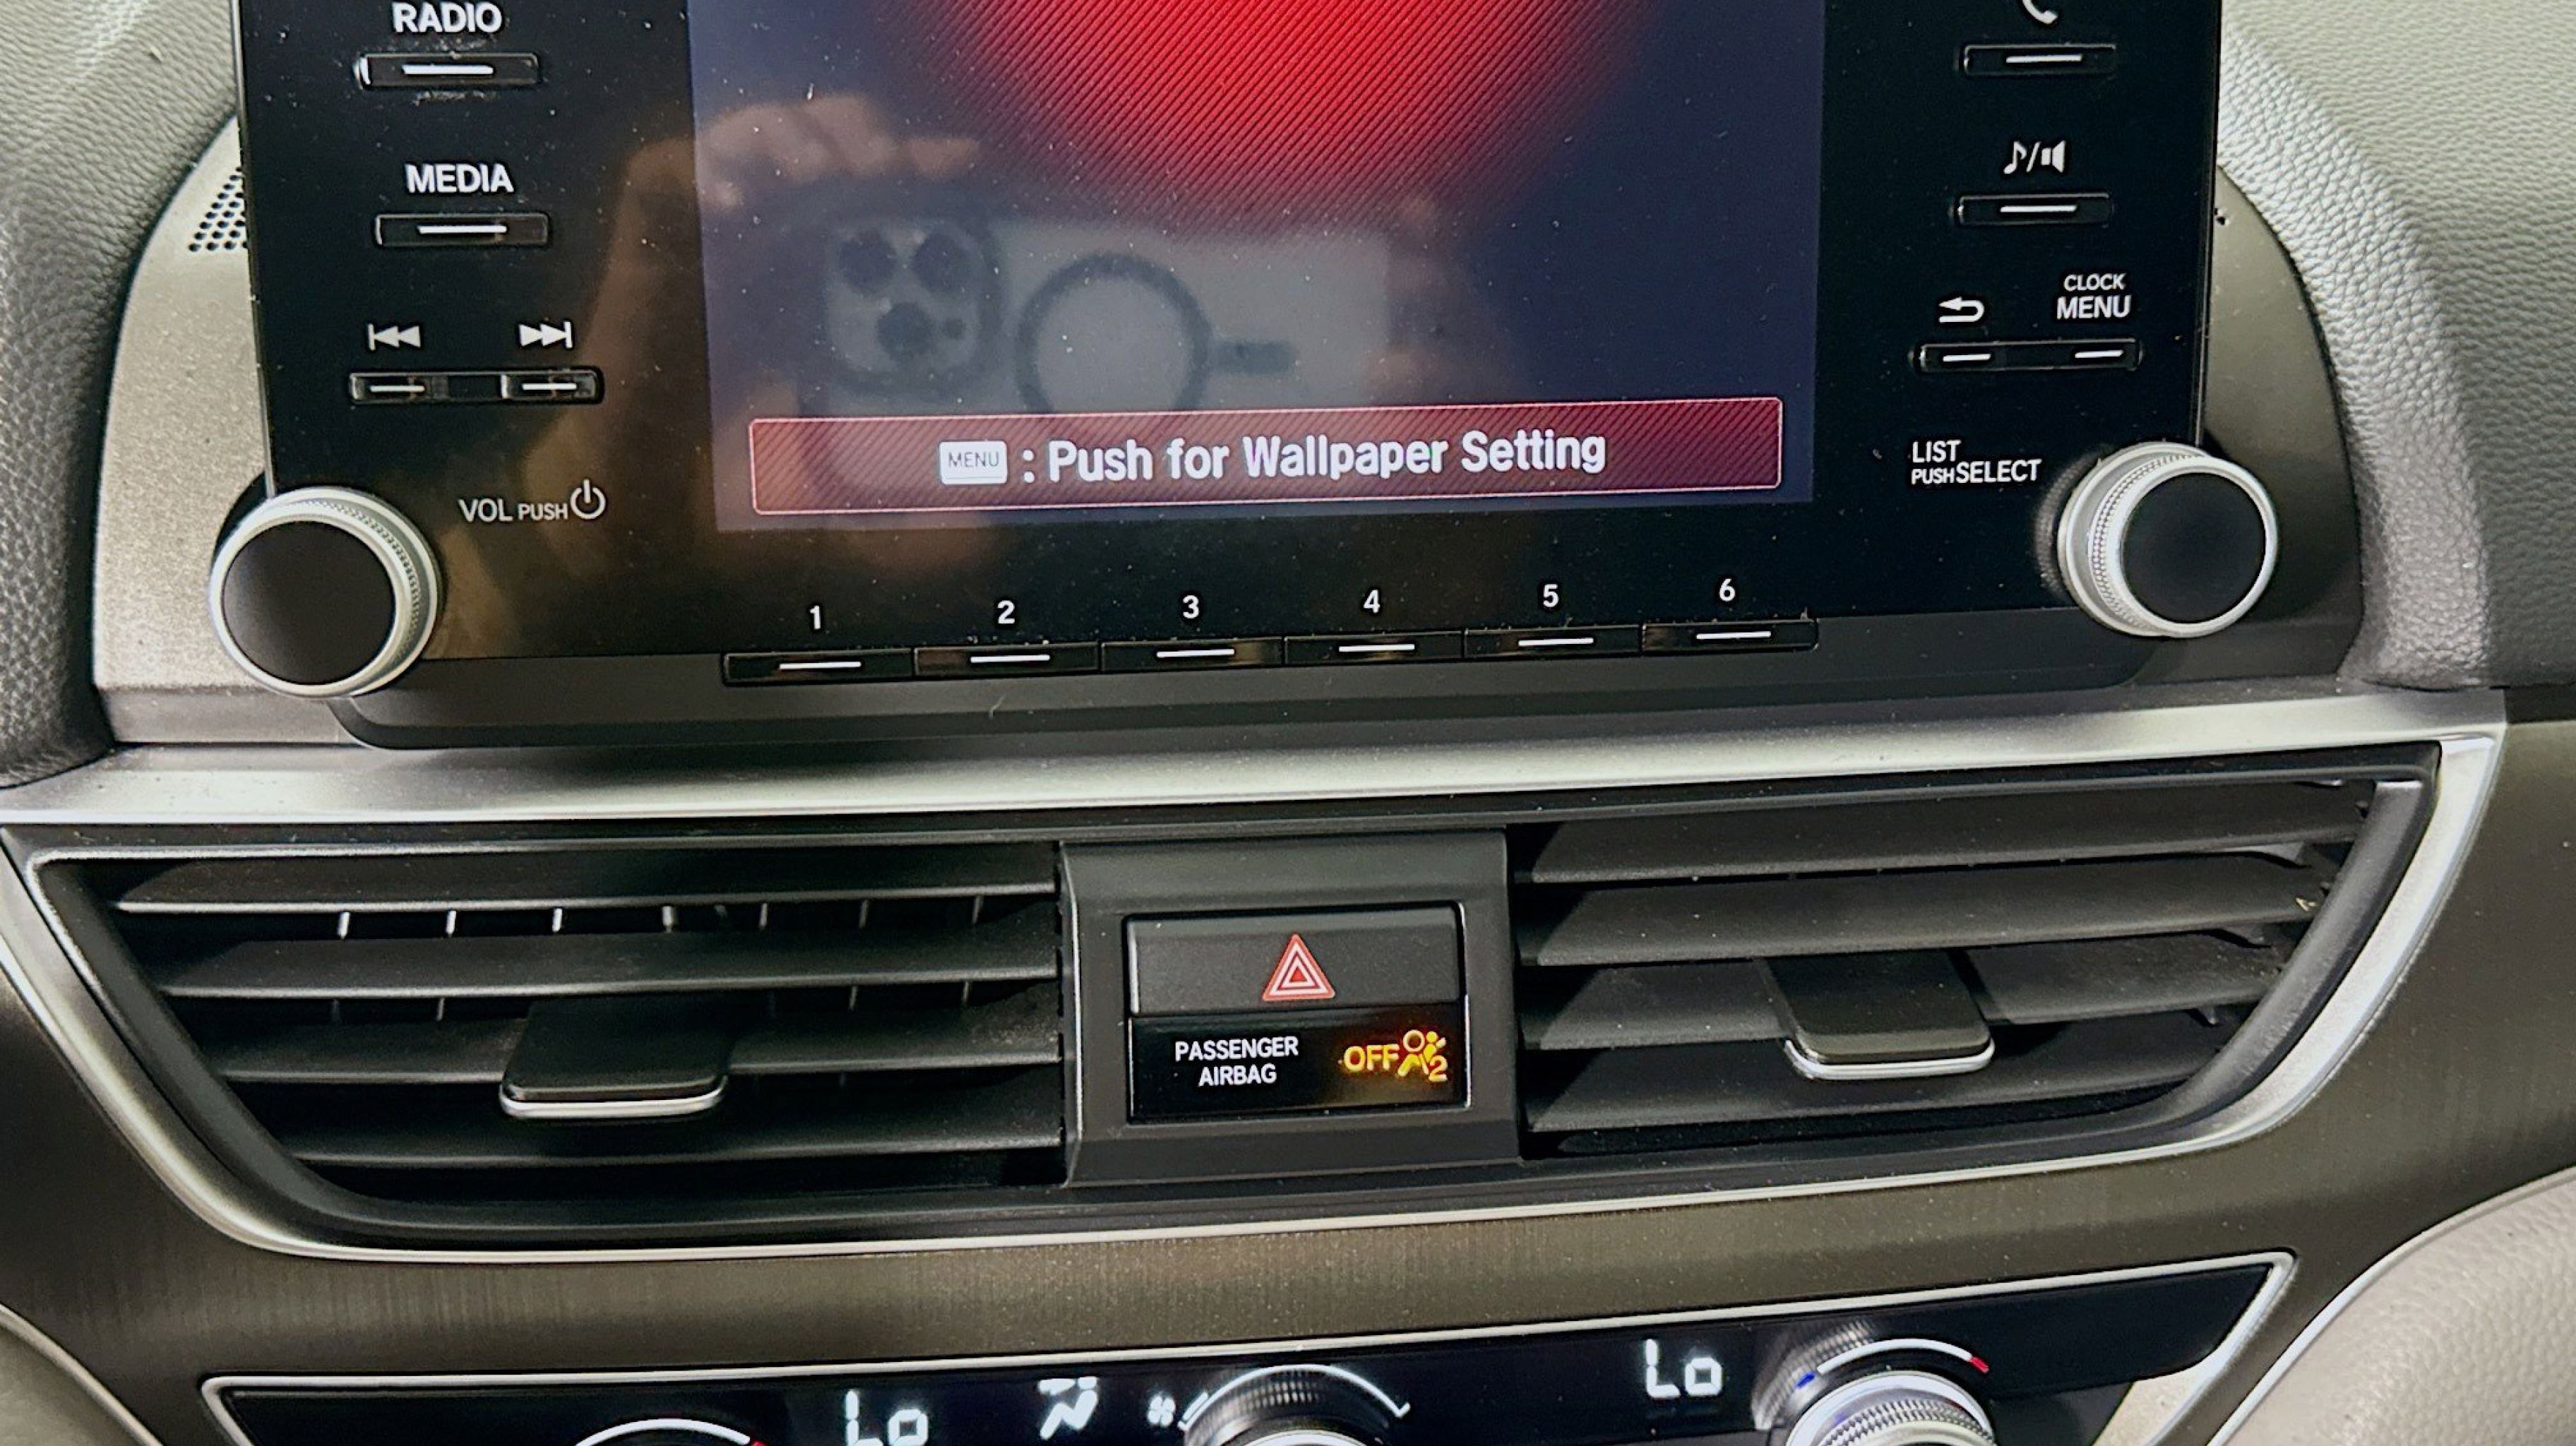 RADIO
MEDIA
CLOCK
MENU
MENU : Push for Wallpaper Setting
LIST
PUSH SELECT
VOL PUSH
1 2 3 4 5 6
PASSENGER
AIRBAG
OFF 2
Lo
Lo